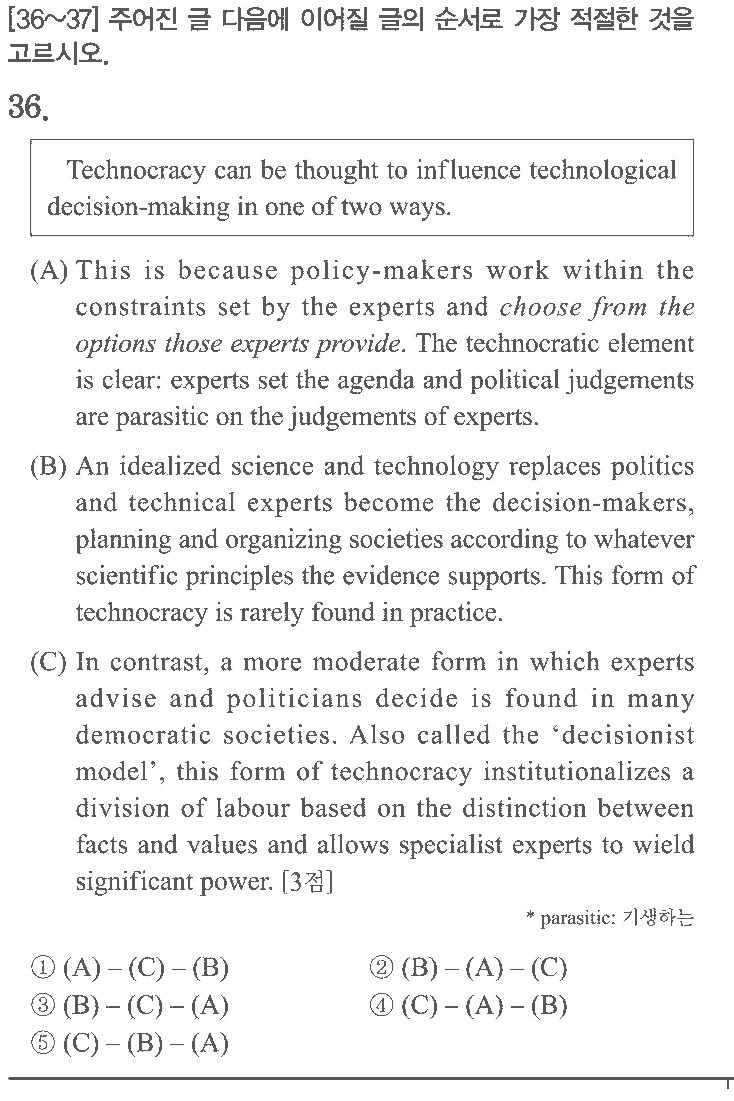 [36～37] 주어진 글 다음에 이어질 글의 순서로 가장 적절한 것을
고르시오.
36.
Technocracy can be thought to influence technological
decision-making in one of two ways.
(A) This is because policy-makers work within the
constraints set by the experts and choose from the
options those experts provide. The technocratic element
is clear: experts set the agenda and political judgements
are parasitic on the judgements of experts.
(B) An idealized science and technology replaces politics
and technical experts become the decision-makers,
planning and organizing societies according to whatever
scientific principles the evidence supports. This form of
technocracy is rarely found in practice.
(C) In contrast, a more moderate form in which experts
advise and politicians decide is found in many
democratic societies. Also called the ‘decisionist
model’, this form of technocracy institutionalizes a
division of labour based on the distinction between
facts and values and allows specialist experts to wield
significant power. [3점]
* parasitic: 기생하는
① (A) – (C) – (B) ② (B) – (A) – (C)
③ (B) – (C) – (A) ④ (C) – (A) – (B)
⑤ (C) – (B) – (A)